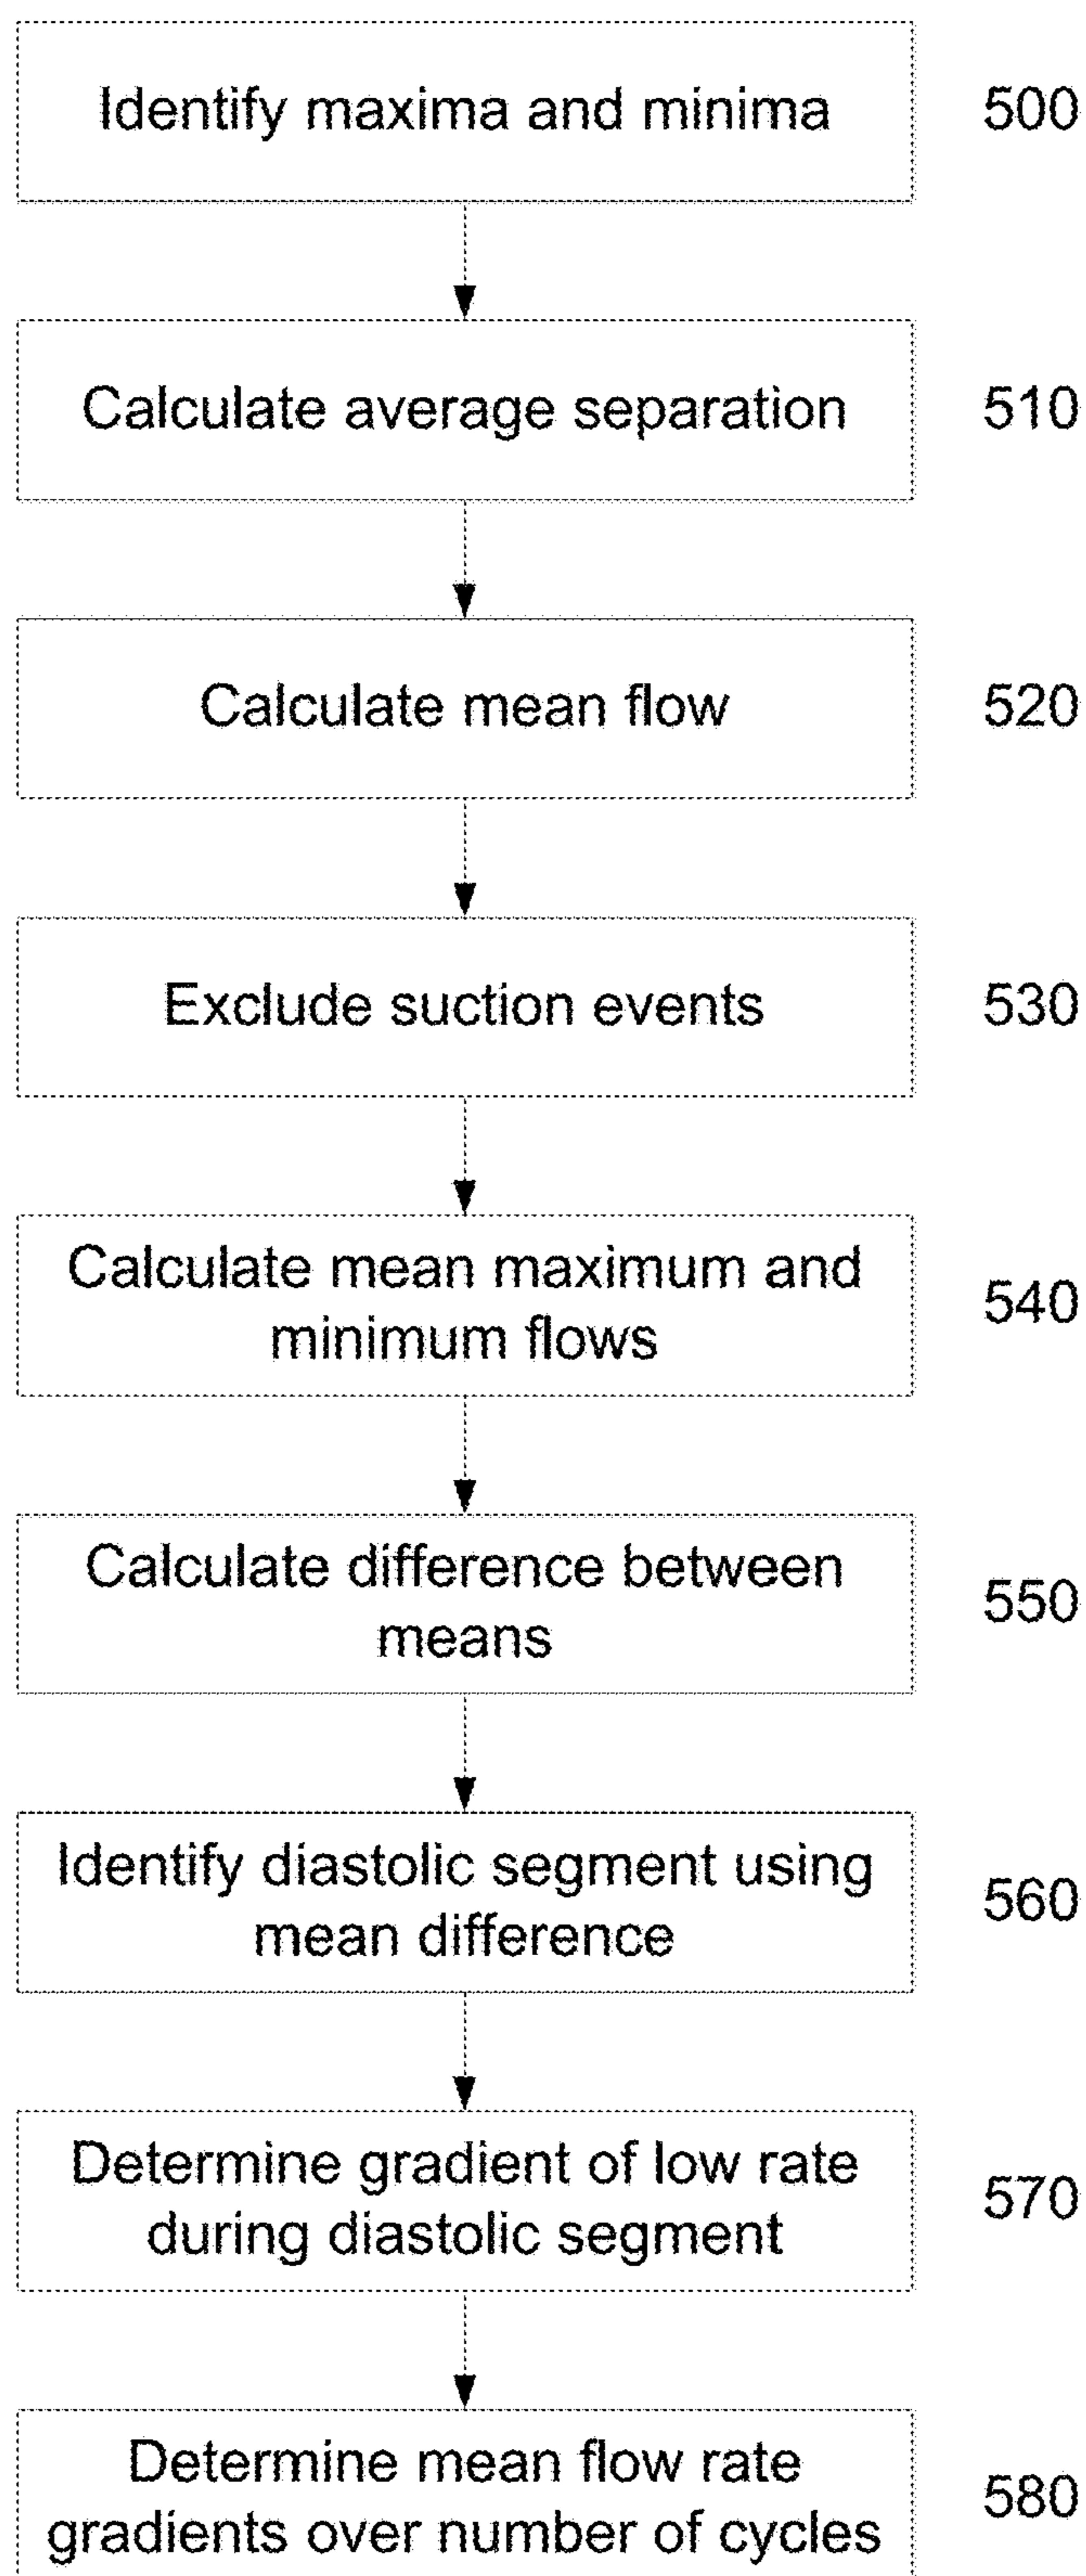 Identify maxima and minima
500
Calculate average separation
510
Calculate mean flow
520
Exclude suction events
530
Calculate mean maximum and
minimum flows
540
Calculate difference between
means
550
Identify diastolic segment using
mean difference
560
Determine gradient of low rate
during diastolic segment
570
Determine mean flow rate
gradients over number of cycles
580